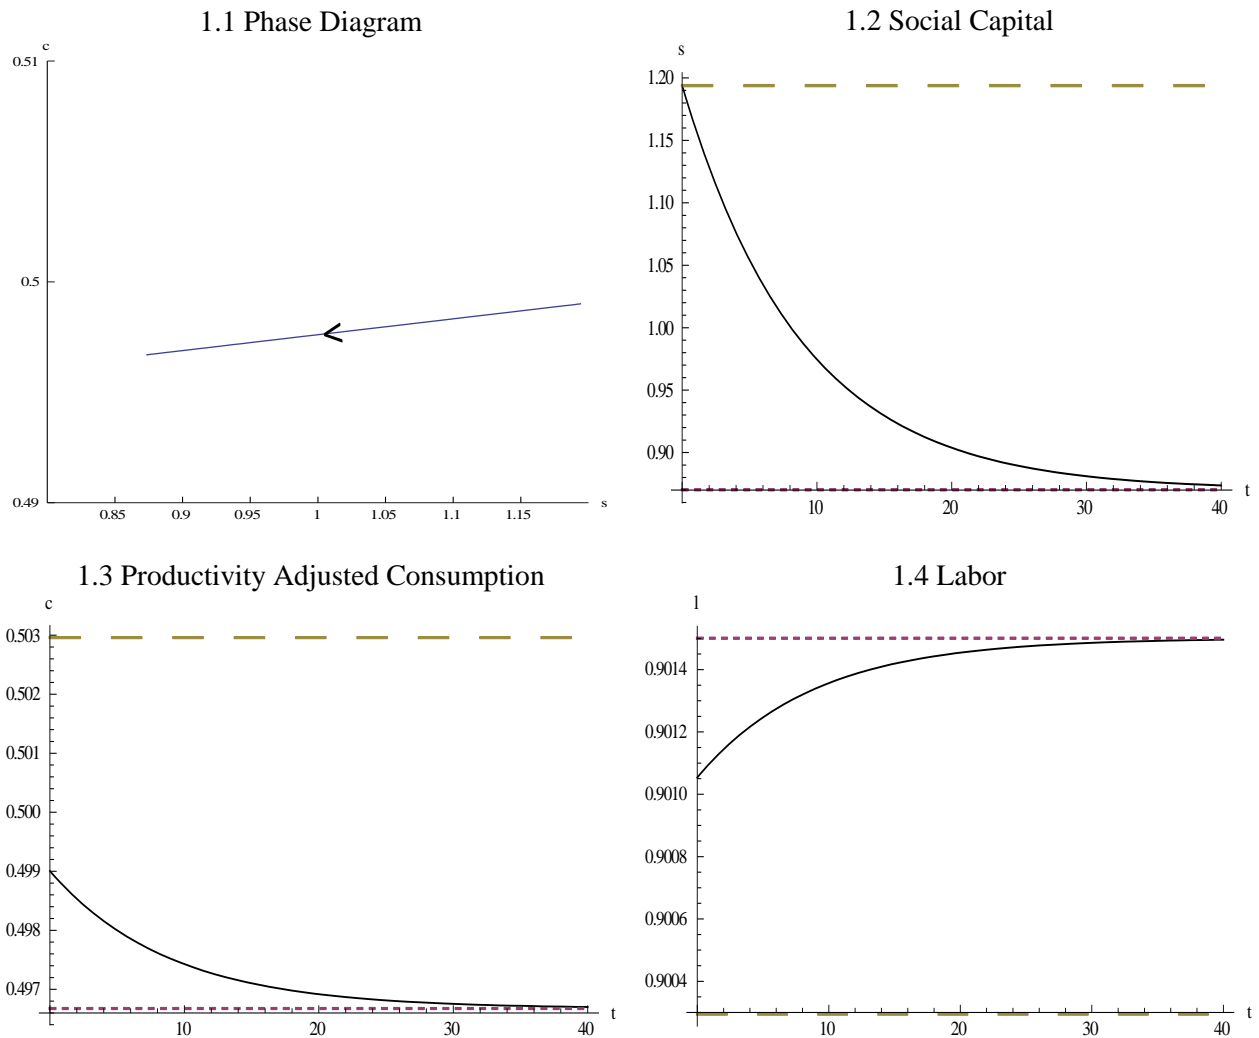 1.1 Phase Diagram
c
0.51
0.5
0.49
0.85 0.9 0.95 1 1.05 1.1 1.15 s
1.2 Social Capital
s
1.20
1.15
1.10
1.05
1.00
0.95
0.90
10 20 30 40 t
1.3 Productivity Adjusted Consumption
c
0.503
0.502
0.501
0.500
0.499
0.498
0.497
10 20 30 40 t
1.4 Labor
l
0.9014
0.9012
0.9010
0.9008
0.9006
0.9004
10 20 30 40 t